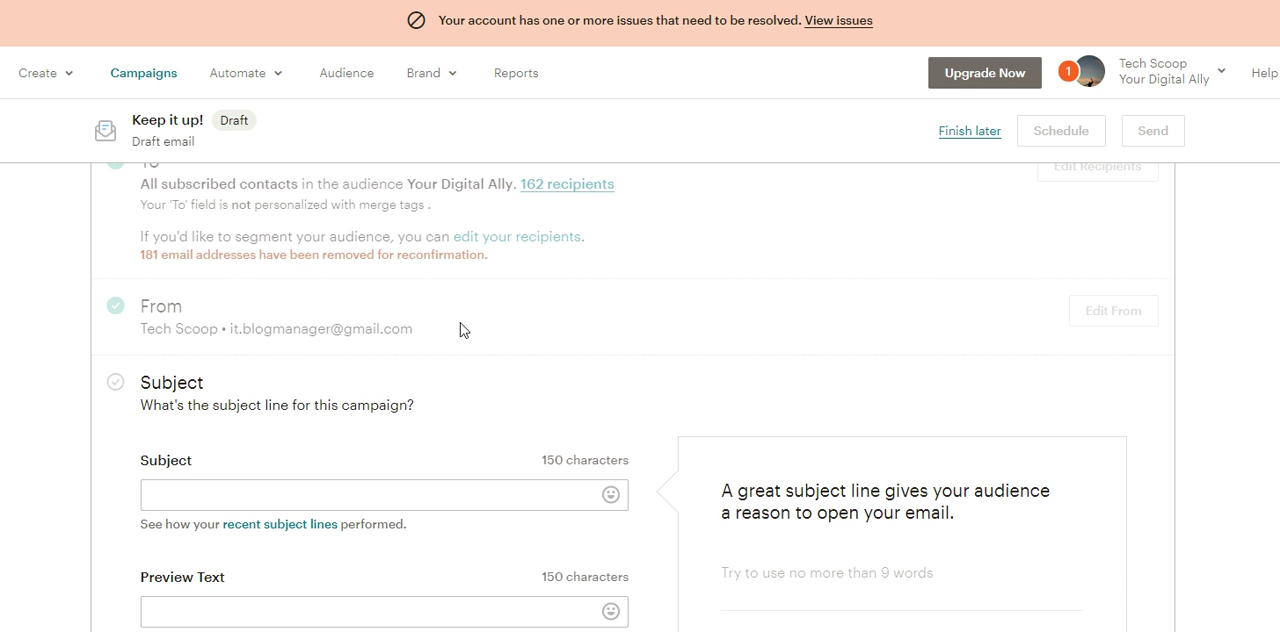 Your account has one or more issues that need to be resolved. View issues
Create Campaigns Automate Audience Brand Reports Upgrade Now 1 Tech Scoop Your Digital Ally Help
Keep it up! Draft
Draft email
Finish later Schedule Send
To
Edit Recipients
All subscribed contacts in the audience Your Digital Ally. 162 recipients
Your 'To' field is not personalized with merge tags .
If you'd like to segment your audience, you can edit your recipients.
181 email addresses have been removed for reconfirmation.
From
Edit From
Tech Scoop • it.blogmanager@gmail.com
Subject
What's the subject line for this campaign?
Subject 150 characters
See how your recent subject lines performed.
Preview Text 150 characters
A great subject line gives your audience
a reason to open your email.
Try to use no more than 9 words